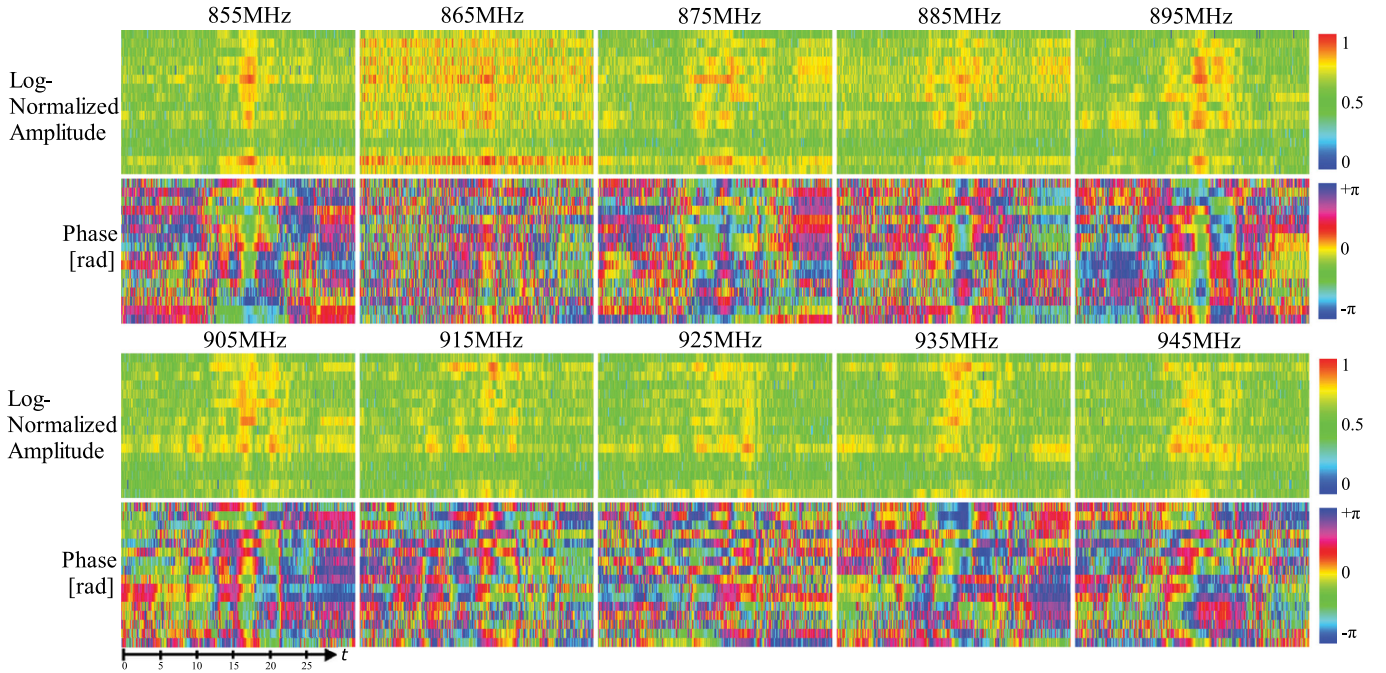 855MHz 865MHz 875MHz 885MHz 895MHz
Log-
Normalized
Amplitude
1
0.5
0
Phase
[rad]
+π
0
-π
905MHz 915MHz 925MHz 935MHz 945MHz
Log-
Normalized
Amplitude
1
0.5
0
Phase
[rad]
+π
0
-π
0 5 10 15 20 25 t